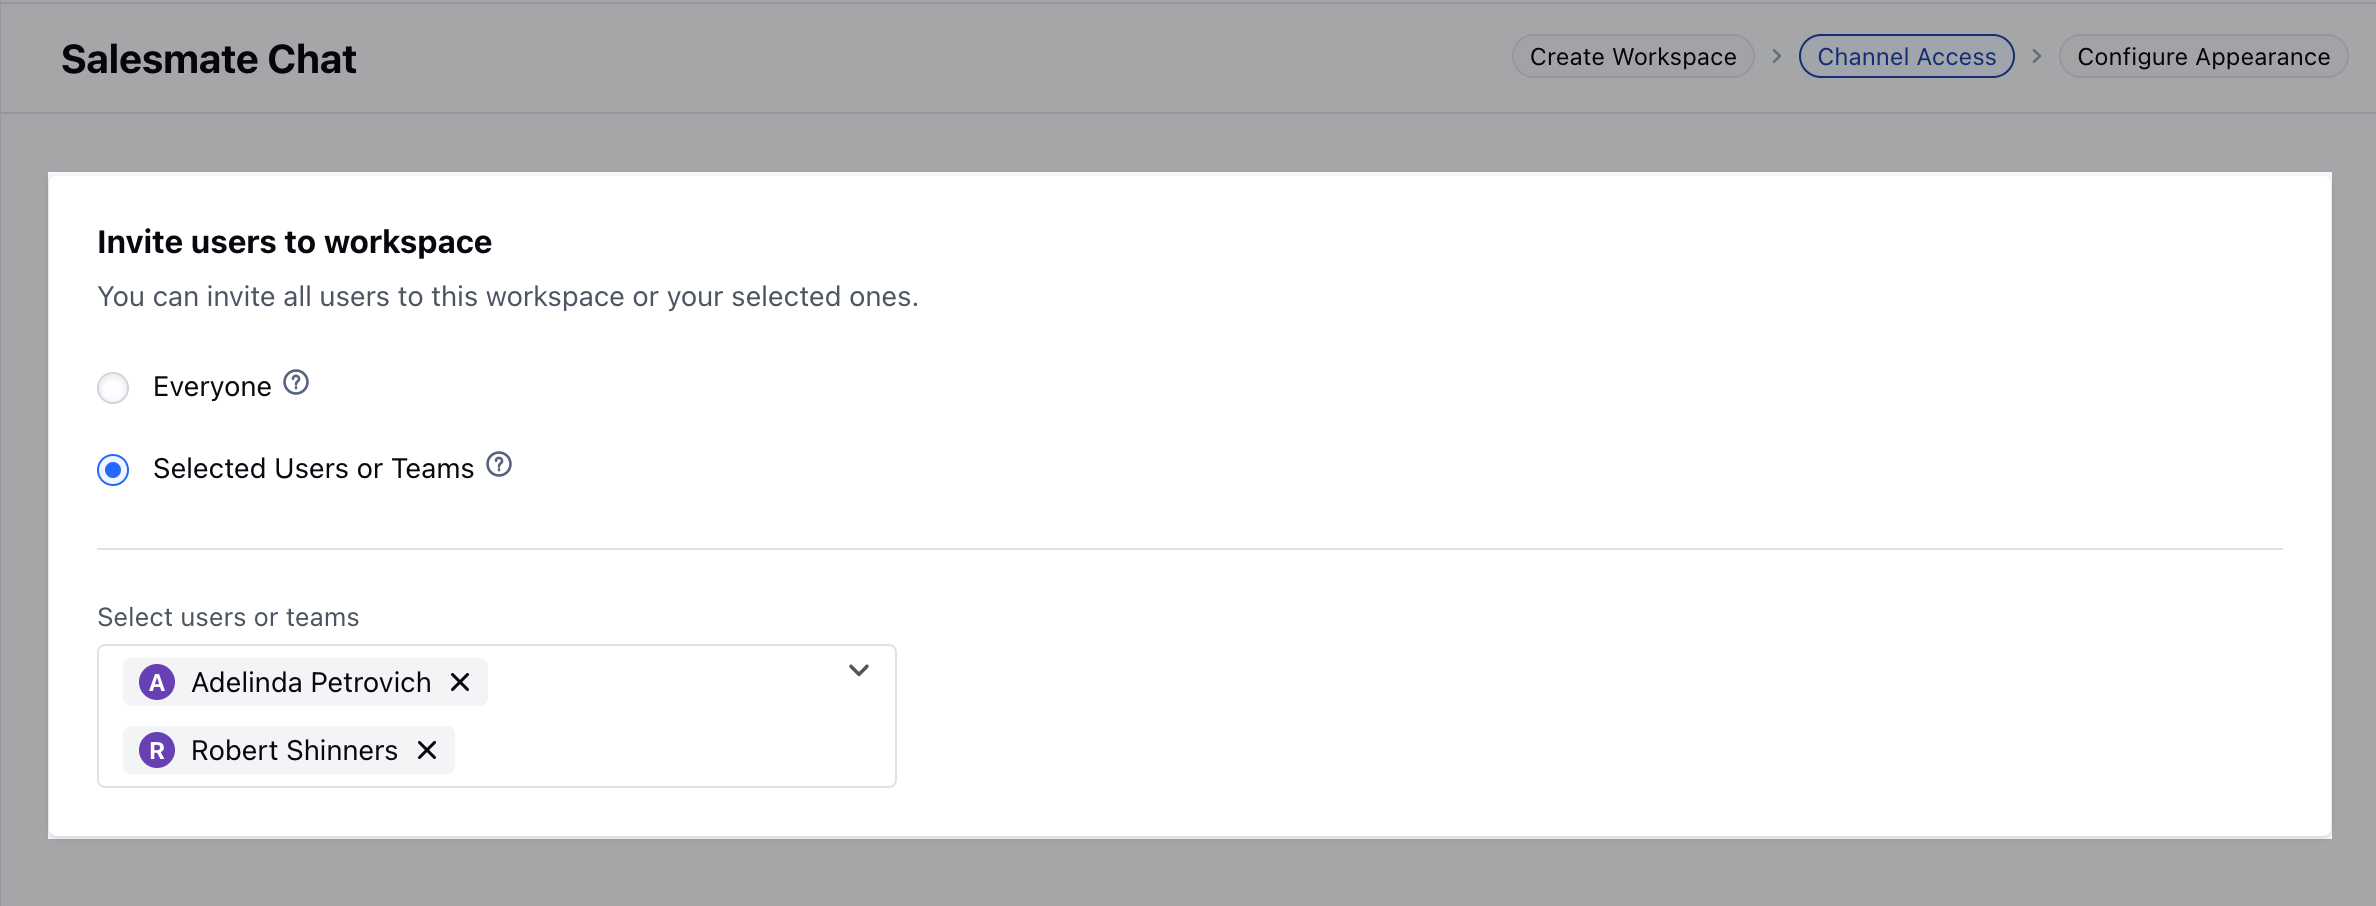 Salesmate Chat
Create Workspace > Channel Access > Configure Appearance
Invite users to workspace
You can invite all users to this workspace or your selected ones.
Everyone ?
Selected Users or Teams ?
Select users or teams
A Adelinda Petrovich
R Robert Shinners